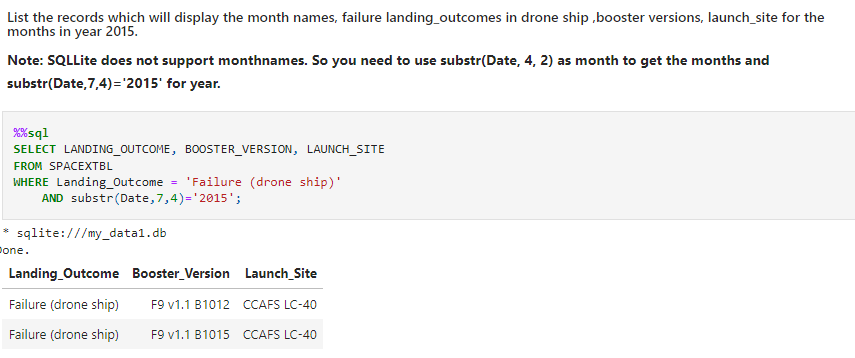 List the records which will display the month names, failure landing_outcomes in drone ship ,booster versions, launch_site for the
months in year 2015.
Note: SQLLite does not support monthnames. So you need to use substr(Date, 4, 2) as month to get the months and
substr(Date,7,4)='2015' for year.
%%sql
SELECT LANDING_OUTCOME, BOOSTER_VERSION, LAUNCH_SITE
FROM SPACEXTBL
WHERE Landing_Outcome = 'Failure (drone ship)'
AND substr(Date,7,4)='2015';
* sqlite:///my_data1.db
Done.
Landing_Outcome Booster_Version Launch_Site
Failure (drone ship) F9 v1.1 B1012 CCAFS LC-40
Failure (drone ship) F9 v1.1 B1015 CCAFS LC-40